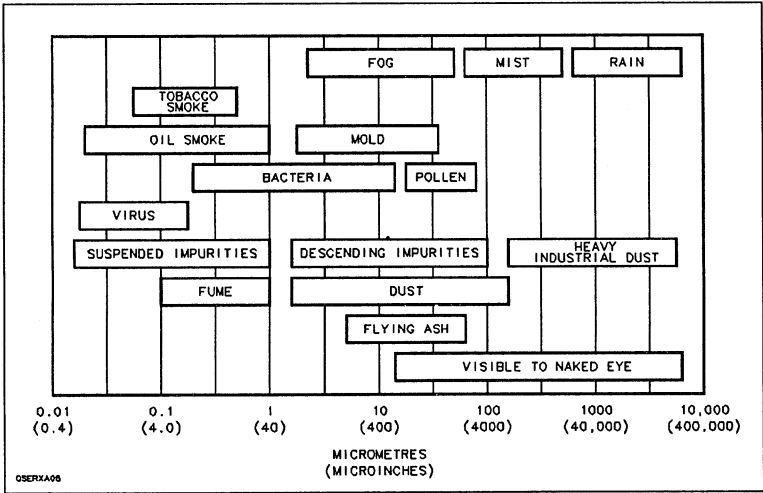 FOG
MIST
RAIN
TOBACCO
SMOKE
OIL SMOKE
MOLD
BACTERIA
POLLEN
VIRUS
SUSPENDED IMPURITIES
DESCENDING IMPURITIES
HEAVY
INDUSTRIAL DUST
FUME
DUST
FLYING ASH
VISIBLE TO NAKED EYE
0.01 0.1 1 10 100 1000 10,000
(0.4) (4.0) (40) (400) (4000) (40,000) (400,000)
MICROMETRES
(MICROINCHES)
OSERXA05